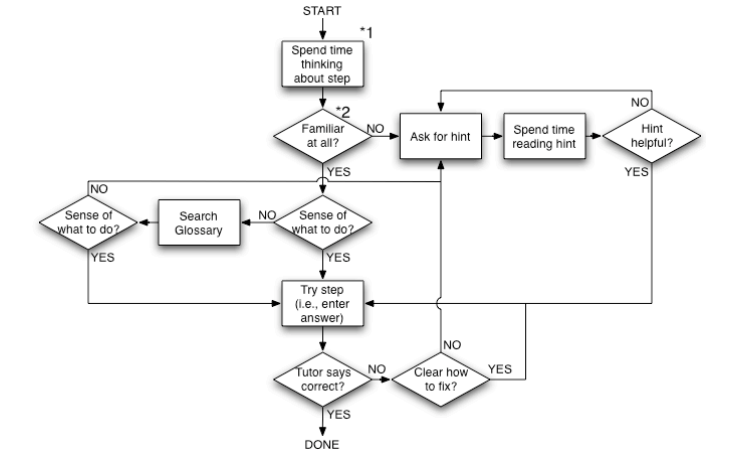 START
*1
Spend time
thinking
about step
*2
Familiar
at all?
NO
Ask for hint
Spend time
reading hint
NO
Hint
helpful?
YES
YES
NO
Sense of
what to do?
YES
Search
Glossary
NO
Sense of
what to do?
YES
Try step
(i.e., enter
answer)
Tutor says
correct?
NO
NO
Clear how
to fix?
YES
YES
DONE